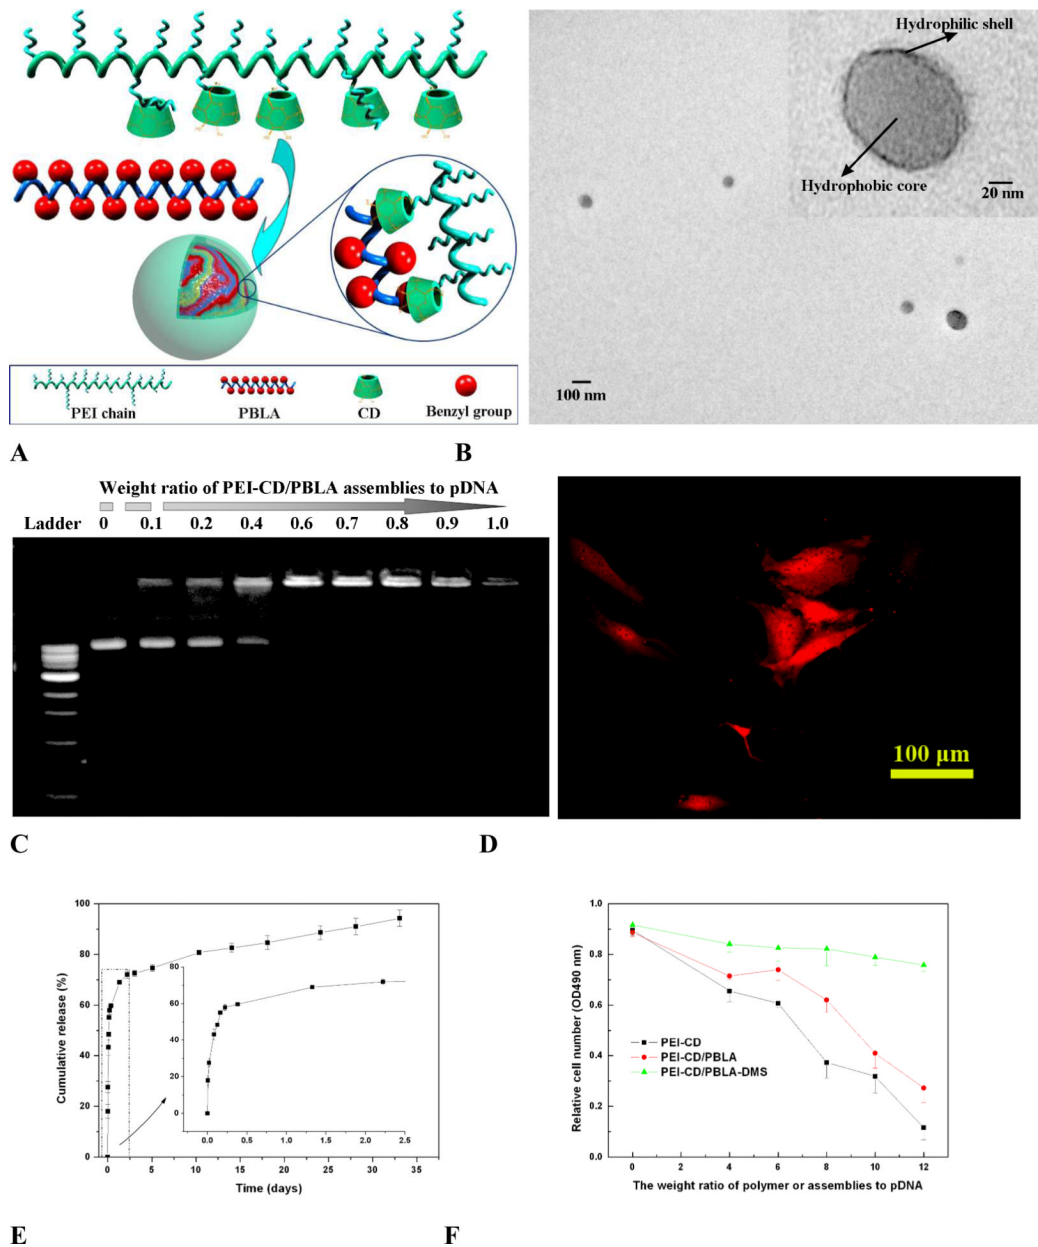 PEI chain
PBLA
CD
Benzyl group
A
Hydrophilic shell
Hydrophobic core
20 nm
100 nm
B
Weight ratio of PEI-CD/PBLA assemblies to pDNA
Ladder 0 0.1 0.2 0.4 0.6 0.7 0.8 0.9 1.0
C
100 μm
D
Cumulative release (%)
100
80
60
40
20
0
80
60
40
20
0
0.0 0.5 1.0 1.5 2.0 2.5
0 5 10 15 20 25 30 35
Time (days)
E
Relative cell number (OD490 nm)
1.0
0.8
0.6
0.4
0.2
0.0
PEI-CD
PEI-CD/PBLA
PEI-CD/PBLA-DMS
0 2 4 6 8 10 12
The weight ratio of polymer or assemblies to pDNA
F